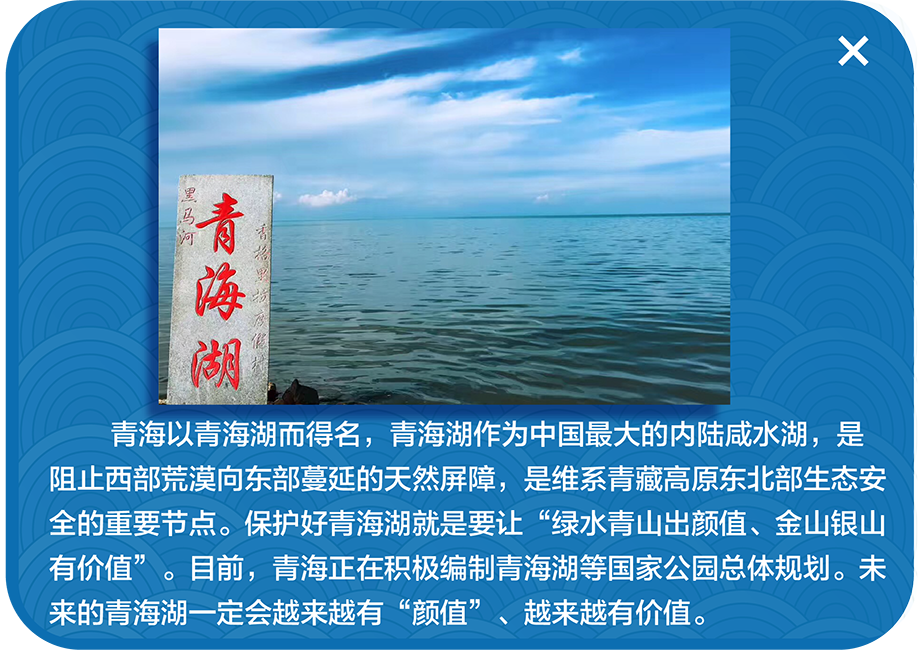 黑马河
青海湖
青海以青海湖而得名，青海湖作为中国最大的内陆咸水湖，是
阻止西部荒漠向东部蔓延的天然屏障，是维系青藏高原东北部生态安
全的重要节点。保护好青海湖就是要让“绿水青山出颜值、金山银山
有价值”。目前，青海正在积极编制青海湖等国家公园总体规划。未
来的青海湖一定会越来越有“颜值”、越来越有价值。